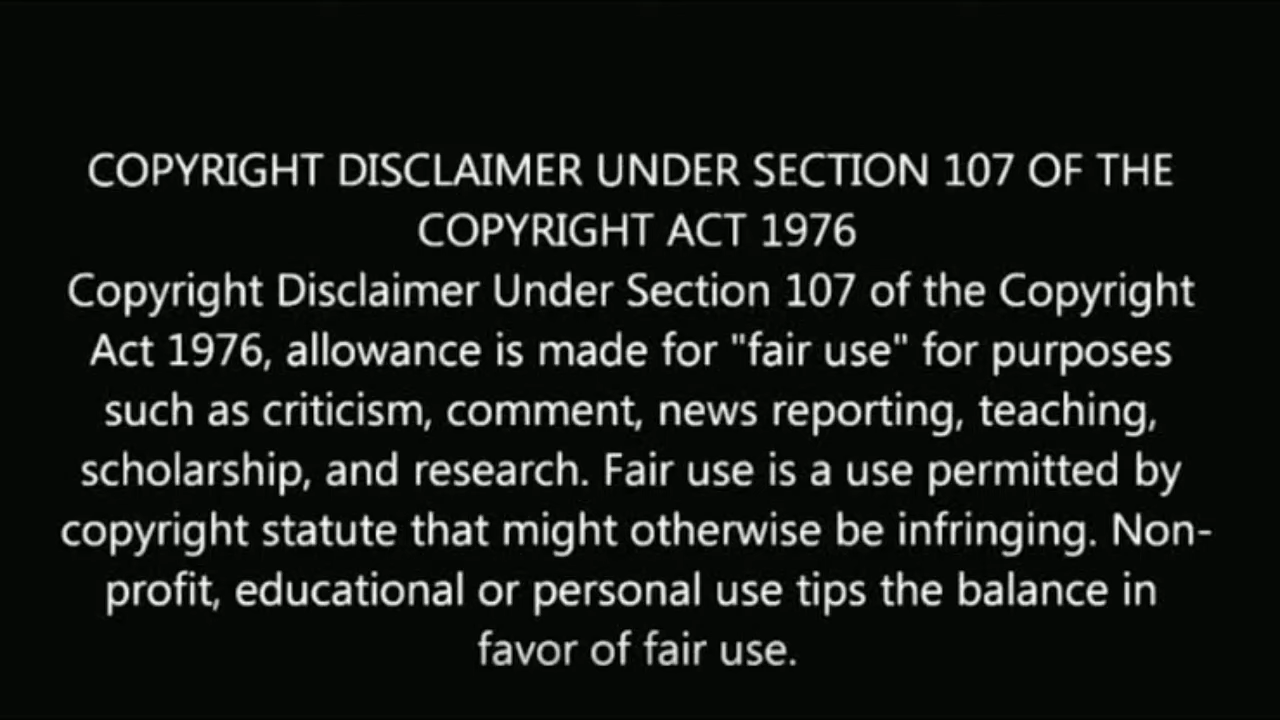 COPYRIGHT DISCLAIMER UNDER SECTION 107 OF THE
COPYRIGHT ACT 1976
Copyright Disclaimer Under Section 107 of the Copyright
Act 1976, allowance is made for "fair use" for purposes
such as criticism, comment, news reporting, teaching,
scholarship, and research. Fair use is a use permitted by
copyright statute that might otherwise be infringing. Non-
profit, educational or personal use tips the balance in
favor of fair use.